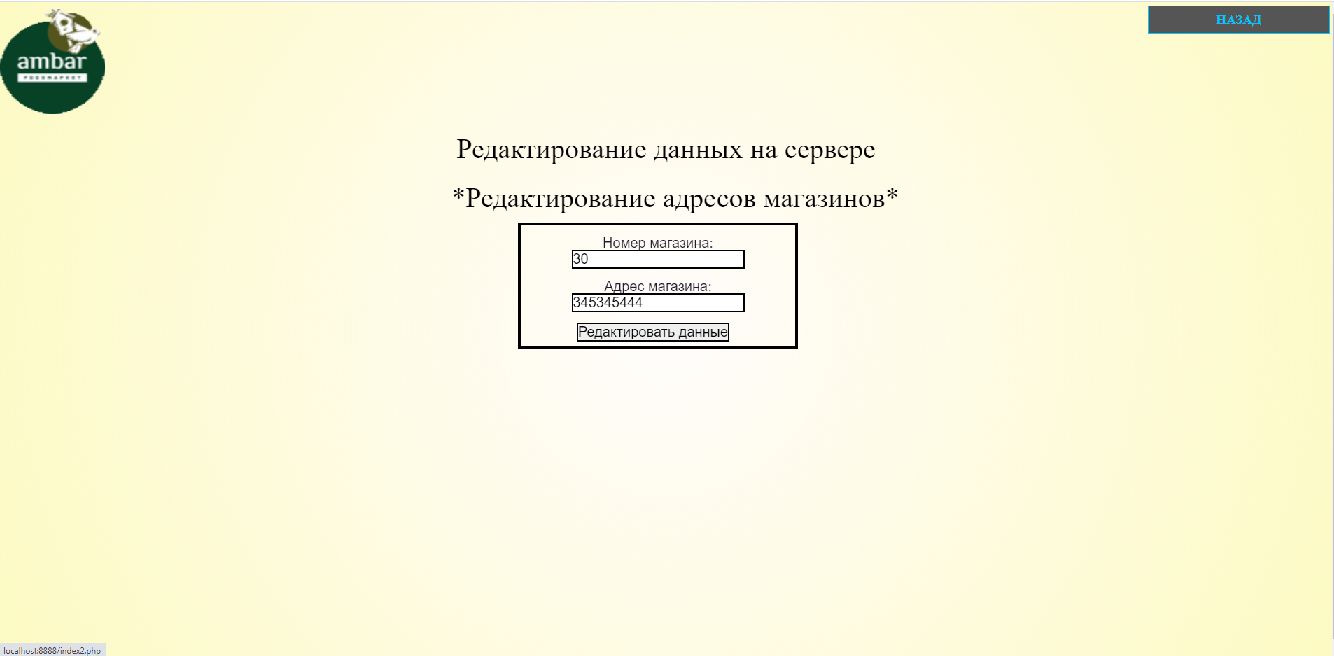 НАЗАД
ambar
Редактирование данных на сервере
*Редактирование адресов магазинов*
Номер магазина:
30
Адрес магазина:
345345444
Редактировать данные
localhost:8888/index2.php